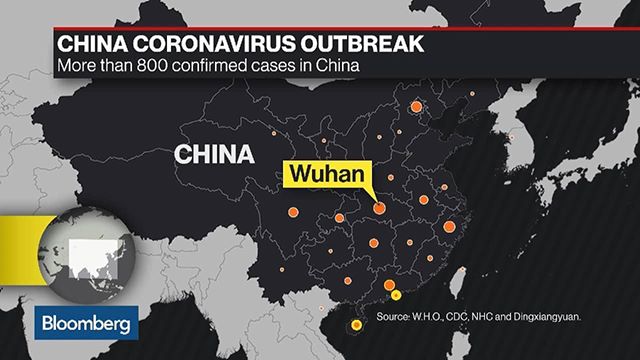 CHINA CORONAVIRUS OUTBREAK
More than 800 confirmed cases in China
CHINA
Wuhan
Source: W.H.O., CDC, NHC and Dingxiangyuan.
Bloomberg